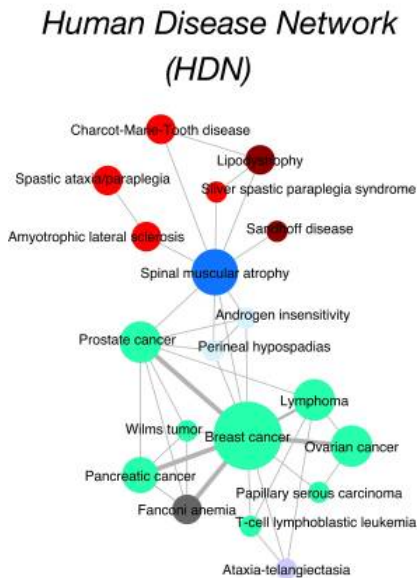 Human Disease Network
(HDN)
Charcot-Marie-Tooth disease
Lipodystrophy
Spastic ataxia/paraplegia
Silver spastic paraplegia syndrome
Sandhoff disease
Amyotrophic lateral sclerosis
Spinal muscular atrophy
Androgen insensitivity
Prostate cancer
Perineal hypospadias
Lymphoma
Wilms tumor
Breast cancer
Ovarian cancer
Pancreatic cancer
Papillary serous carcinoma
Fanconi anemia
T-cell lymphoblastic leukemia
Ataxia-telangiectasia